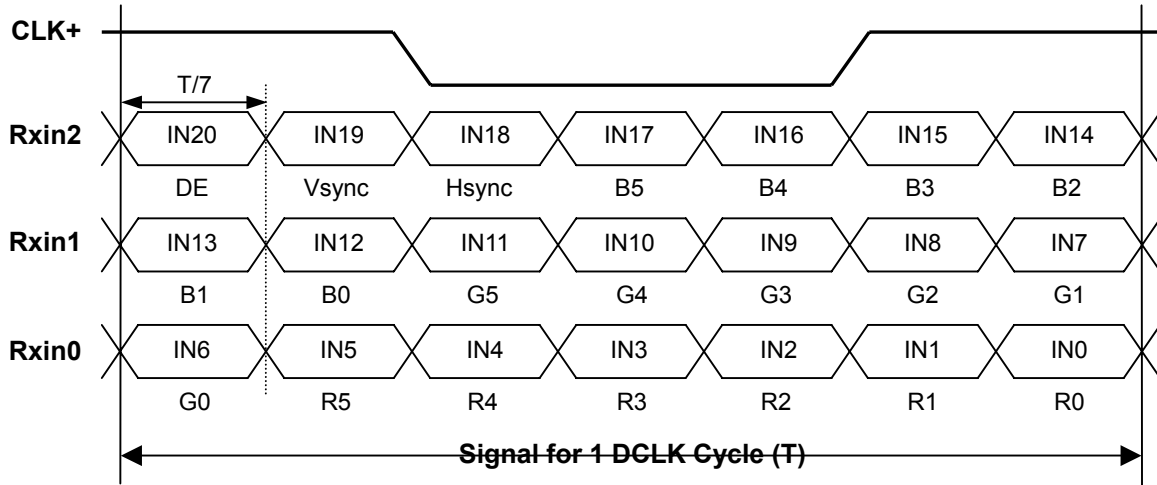 CLK+
T/7
Rxin2 IN20 IN19 IN18 IN17 IN16 IN15 IN14
DE Vsync Hsync B5 B4 B3 B2
Rxin1 IN13 IN12 IN11 IN10 IN9 IN8 IN7
B1 B0 G5 G4 G3 G2 G1
Rxin0 IN6 IN5 IN4 IN3 IN2 IN1 IN0
G0 R5 R4 R3 R2 R1 R0
Signal for 1 DCLK Cycle (T)